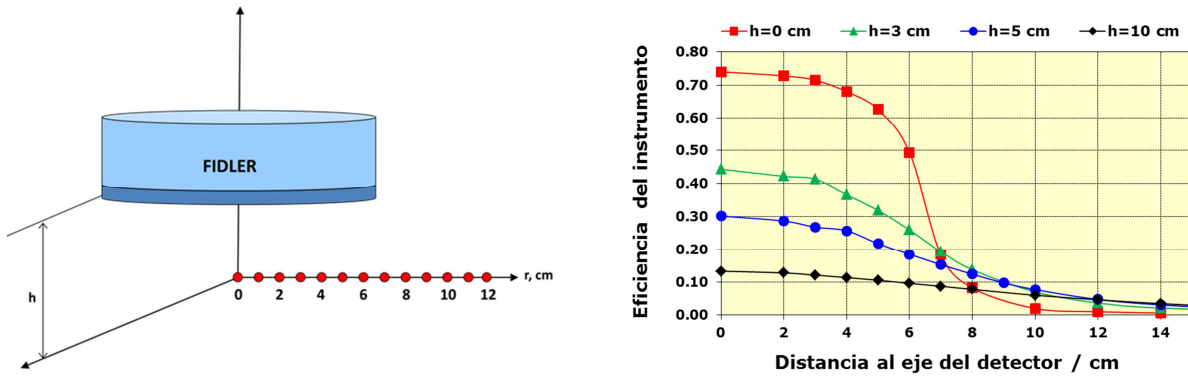 FIDLER
r, cm
0 2 4 6 8 10 12
h
h=0 cm h=3 cm h=5 cm h=10 cm
Eficiencia del instrumento
0.80
0.70
0.60
0.50
0.40
0.30
0.20
0.10
0.00
0 2 4 6 8 10 12 14
Distancia al eje del detector / cm